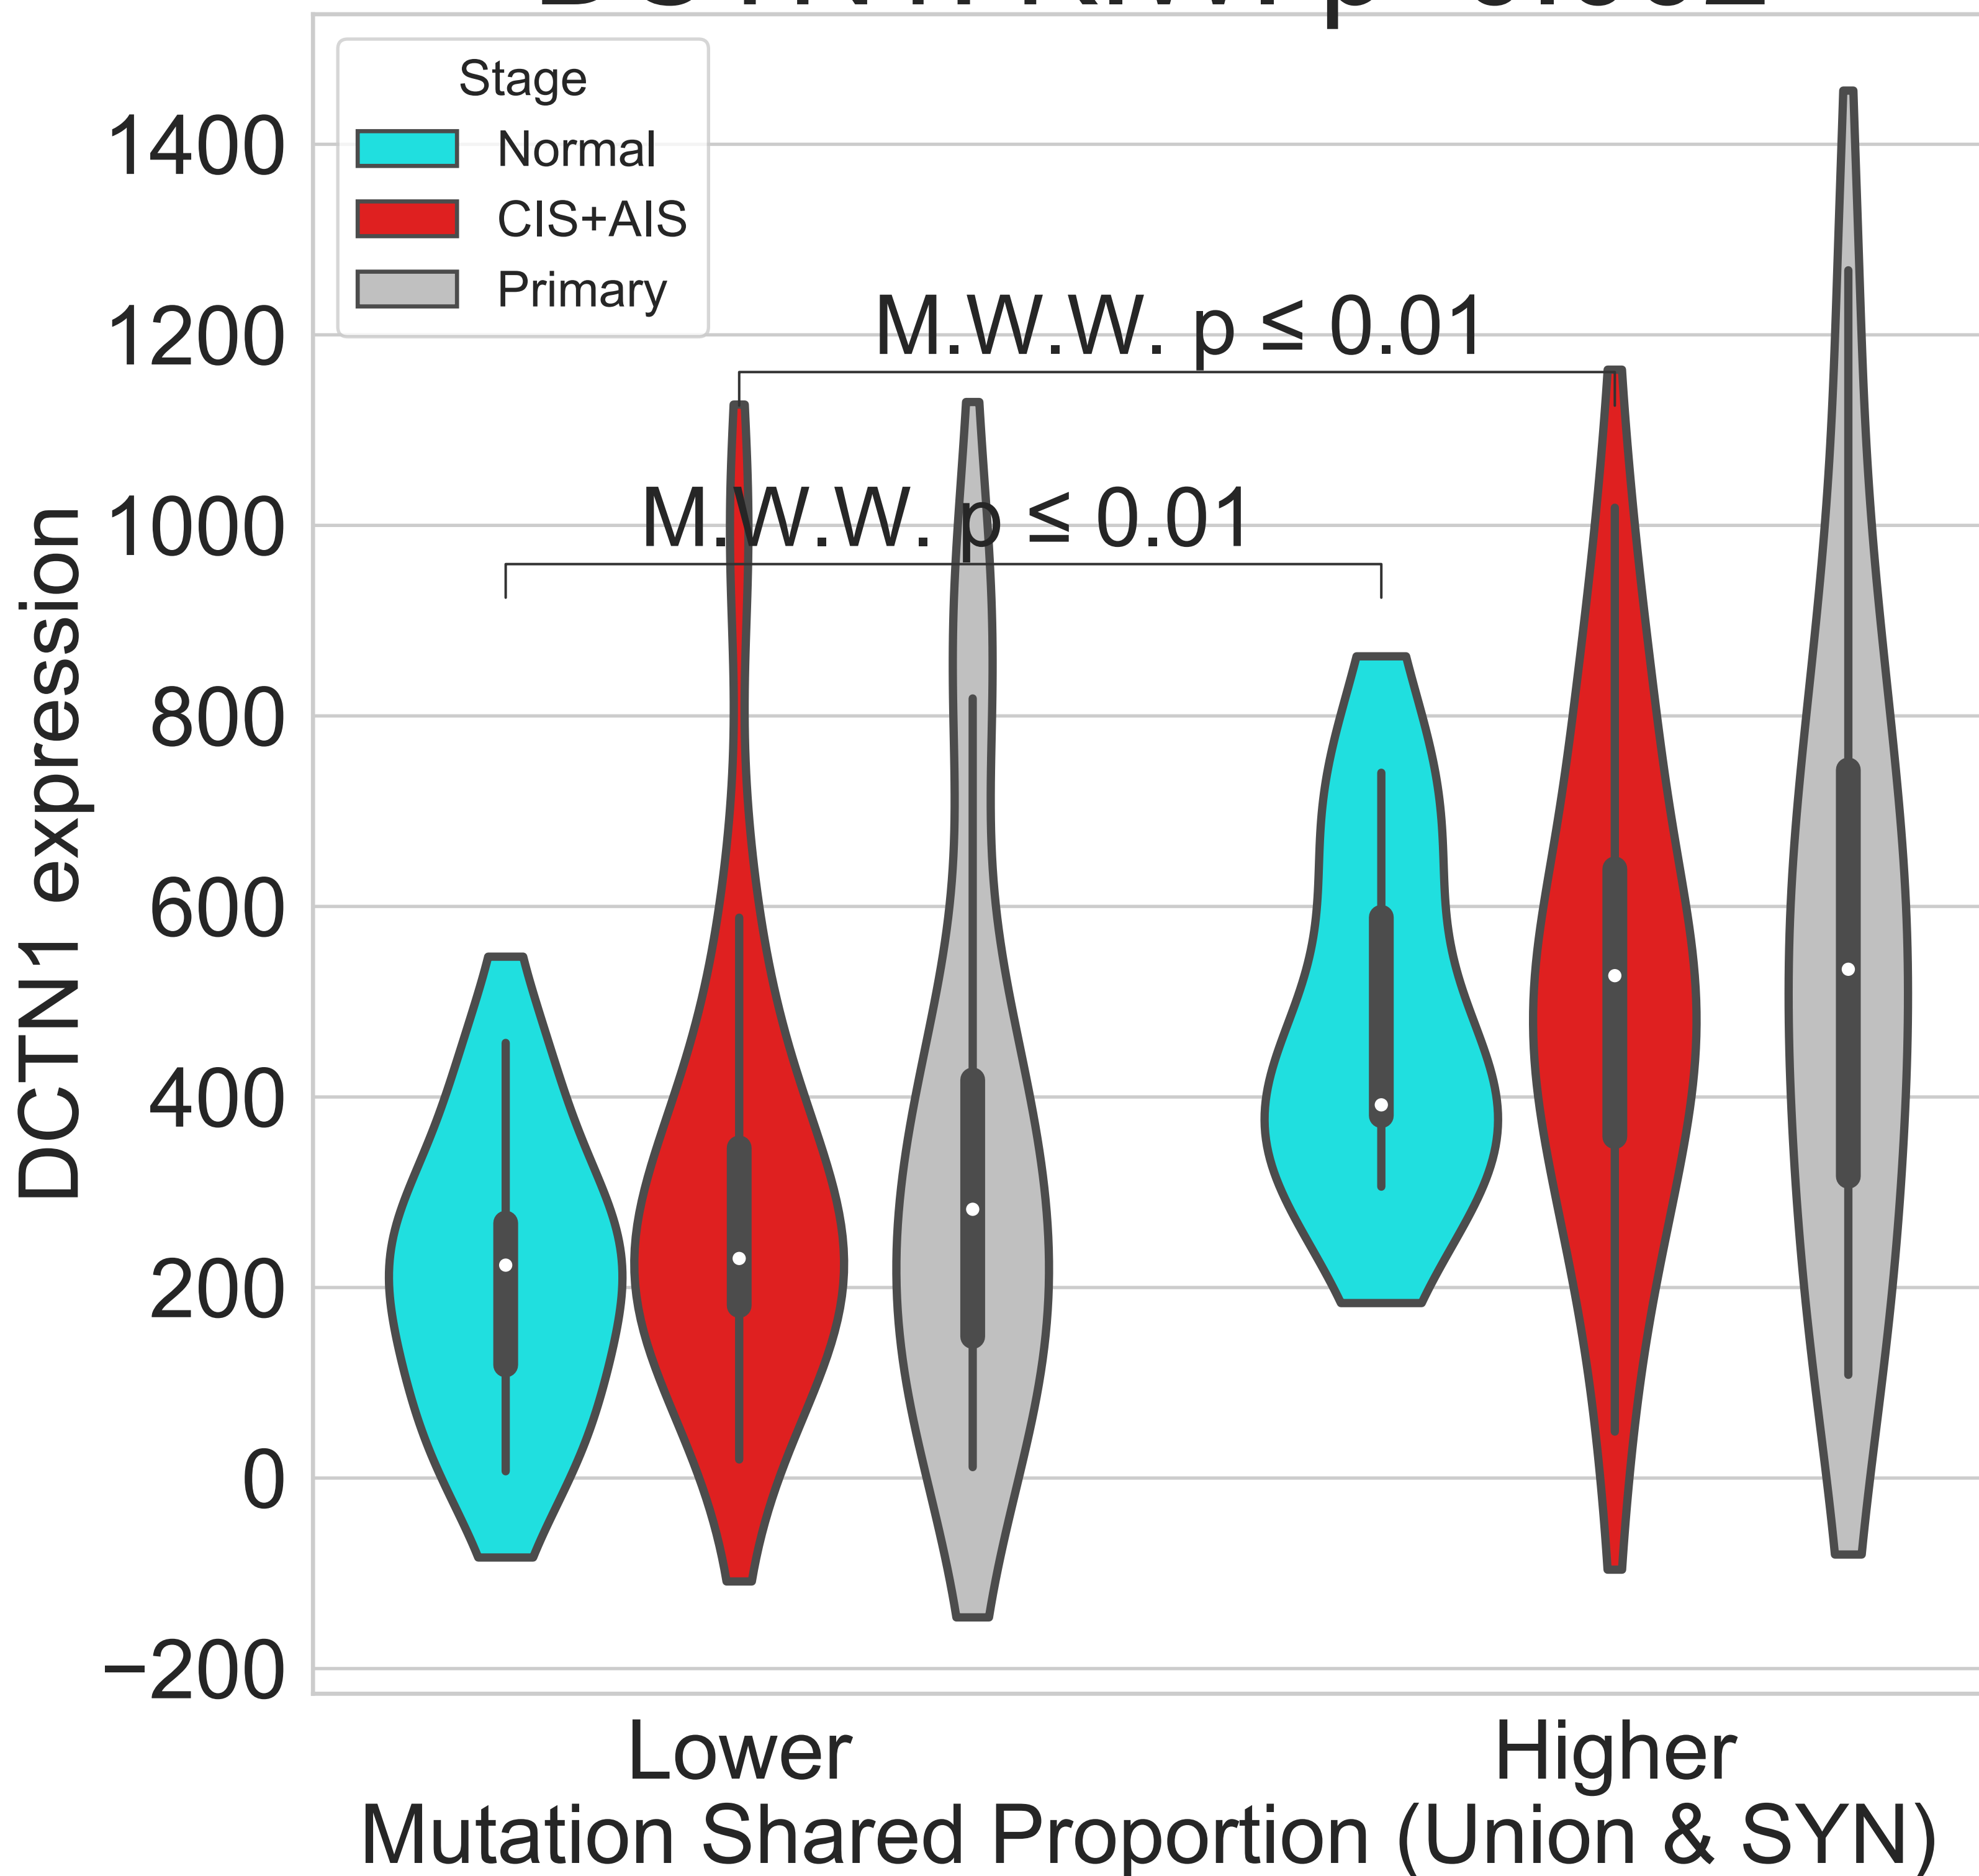 Stage
Normal
CIS+AIS
Primary
M.W.W. p ≤ 0.01
M.W.W. p ≤ 0.01
1400
1200
1000
800
600
400
200
0
−200
DCTN1 expression
Lower
Higher
Mutation Shared Proportion (Union & SYN)